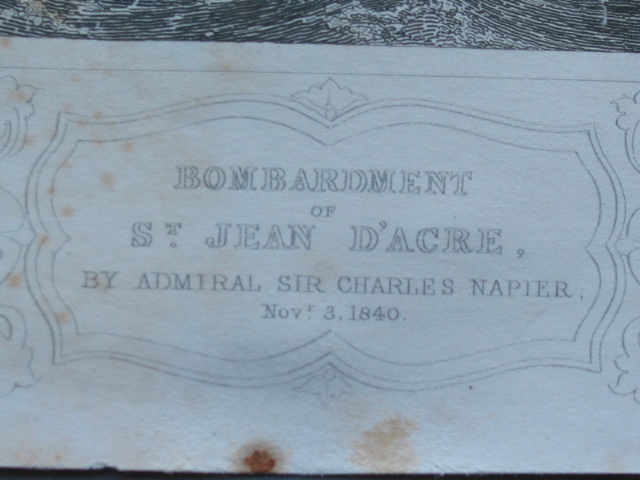 BOMBARDMENT
OF
ST. JEAN D'ACRE,
BY ADMIRAL SIR CHARLES NAPIER.
Novr. 3, 1840.